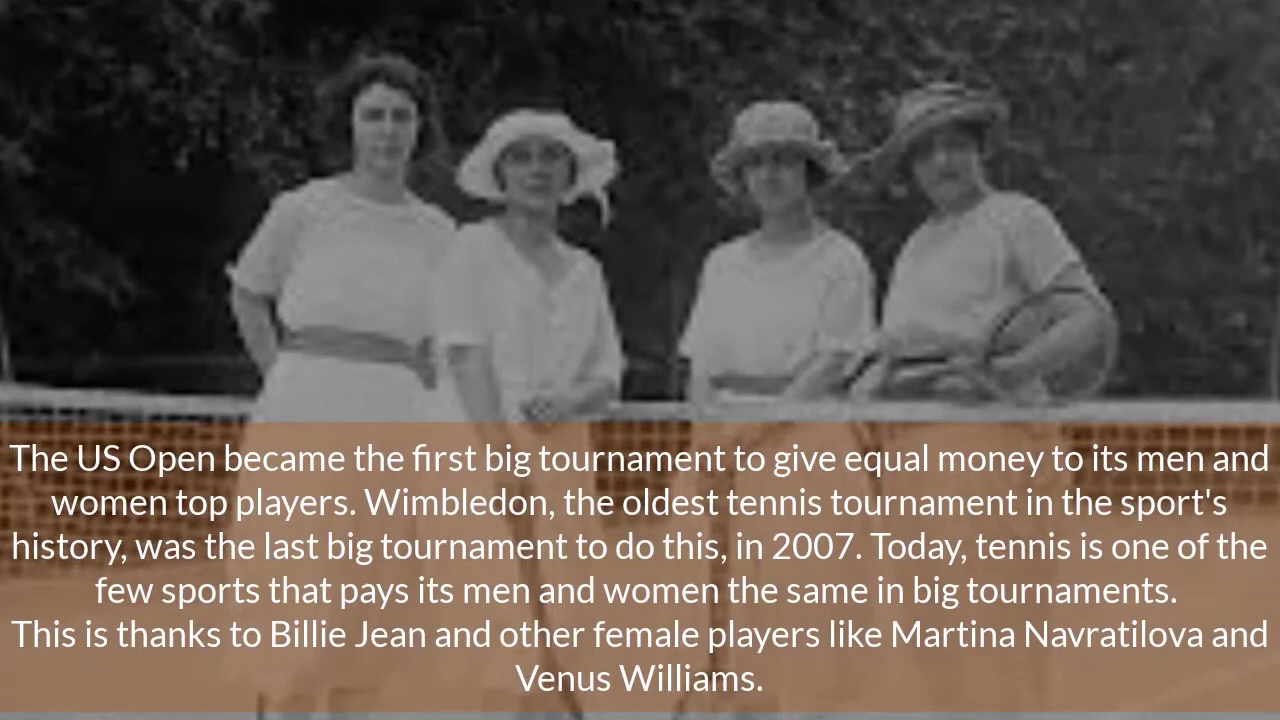 The US Open became the first big tournament to give equal money to its men and
women top players. Wimbledon, the oldest tennis tournament in the sport's
history, was the last big tournament to do this, in 2007. Today, tennis is one of the
few sports that pays its men and women the same in big tournaments.
This is thanks to Billie Jean and other female players like Martina Navratilova and
Venus Williams.